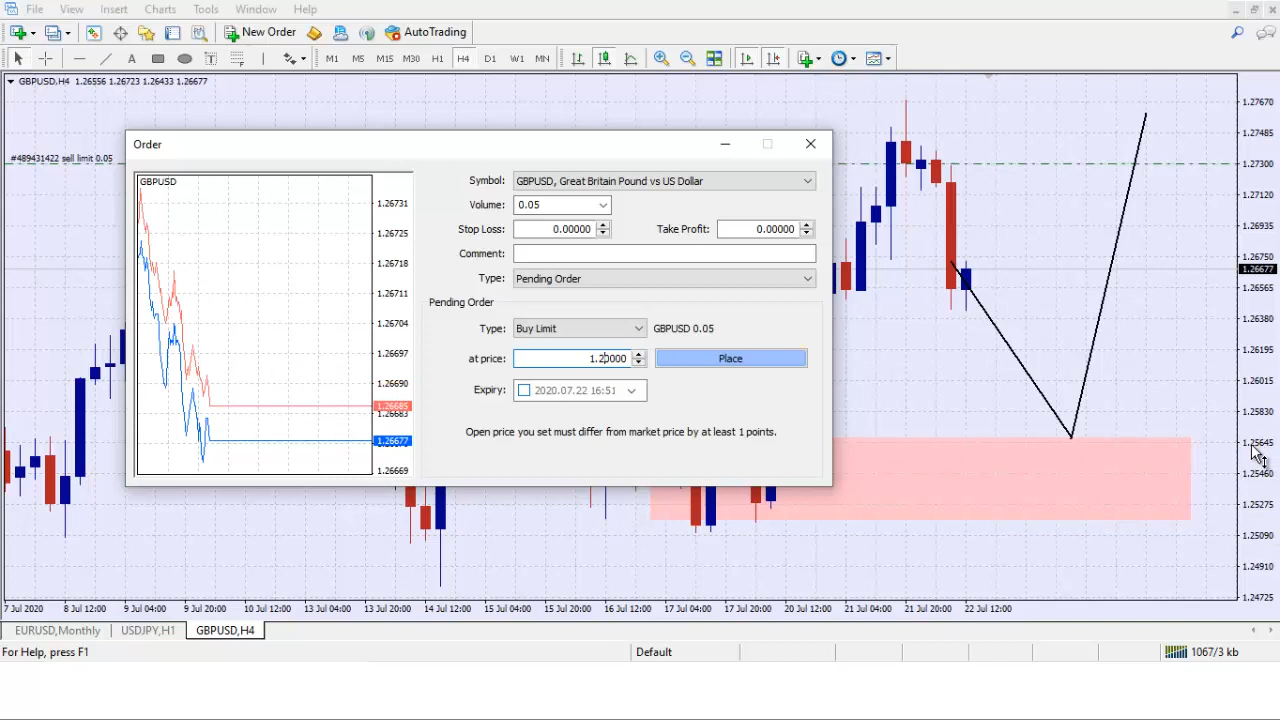 File View Insert Charts Tools Window Help
New Order AutoTrading
M1 M5 M15 M30 H1 H4 D1 W1 MN
GBPUSD,H4 1.26556 1.26723 1.26433 1.26677
#489431422 sell limit 0.05
Order
GBPUSD
1.26731
1.26725
1.26718
1.26711
1.26704
1.26697
1.26690
1.26685
1.26683
1.26677
1.26669
Symbol: GBPUSD, Great Britain Pound vs US Dollar
Volume: 0.05
Stop Loss: 0.00000 Take Profit: 0.00000
Comment:
Type: Pending Order
Pending Order
Type: Buy Limit GBPUSD 0.05
at price: 1.20000 Place
Expiry: 2020.07.22 16:51
Open price you set must differ from market price by at least 1 points.
1.27670
1.27485
1.27300
1.27120
1.26935
1.26750
1.26677
1.26565
1.26380
1.26195
1.26015
1.25830
1.25645
1.25460
1.25275
1.25090
1.24910
1.24725
7 Jul 2020 8 Jul 12:00 9 Jul 04:00 9 Jul 20:00 10 Jul 12:00 13 Jul 04:00 13 Jul 20:00 14 Jul 12:00 15 Jul 04:00 15 Jul 20:00 16 Jul 12:00 17 Jul 04:00 17 Jul 20:00 20 Jul 12:00 21 Jul 04:00 21 Jul 20:00 22 Jul 12:00
EURUSD,Monthly USDJPY,H1 GBPUSD,H4
For Help, press F1 Default 1067/3 kb